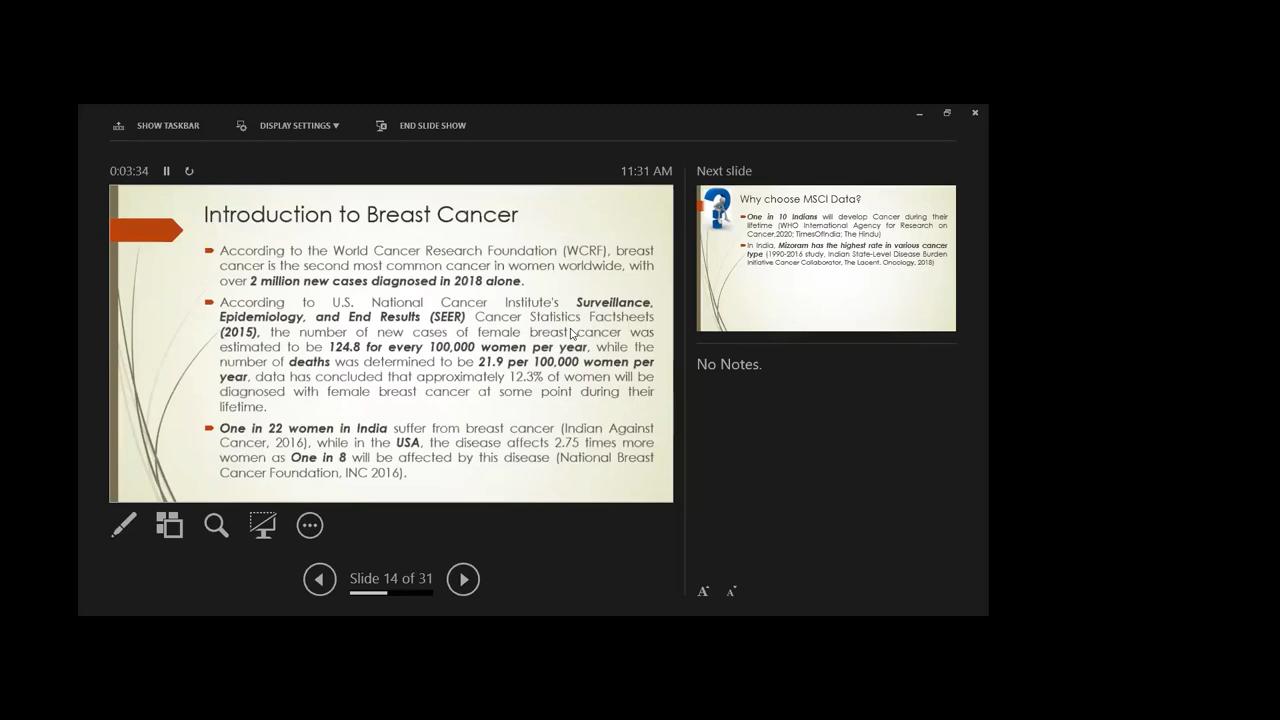 SHOW TASKBAR
DISPLAY SETTINGS ▼
END SLIDE SHOW
0:03:34
11:31 AM
Introduction to Breast Cancer
According to the World Cancer Research Foundation (WCRF), breast
cancer is the second most common cancer in women worldwide, with
over 2 million new cases diagnosed in 2018 alone.
According to U.S. National Cancer Institute's Surveillance,
Epidemiology, and End Results (SEER) Cancer Statistics Factsheets
(2015), the number of new cases of female breast cancer was
estimated to be 124.8 for every 100,000 women per year, while the
number of deaths was determined to be 21.9 per 100,000 women per
year, data has concluded that approximately 12.3% of women will be
diagnosed with female breast cancer at some point during their
lifetime.
One in 22 women in India suffer from breast cancer (Indian Against
Cancer, 2016), while in the USA, the disease affects 2.75 times more
women as One in 8 will be affected by this disease (National Breast
Cancer Foundation, INC 2016).
Slide 14 of 31
Next slide
Why choose MSCI Data?
One in 10 Indians will develop Cancer during their
lifetime (WHO International Agency for Research on
Cancer,2020; TimesOfIndia; The Hindu)
In India, Mizoram has the highest rate in various cancer
type (1990-2016 study, Indian State-Level Disease Burden
Initiative Cancer Collaborator, The Lacent. Oncology, 2018)
No Notes.
A A